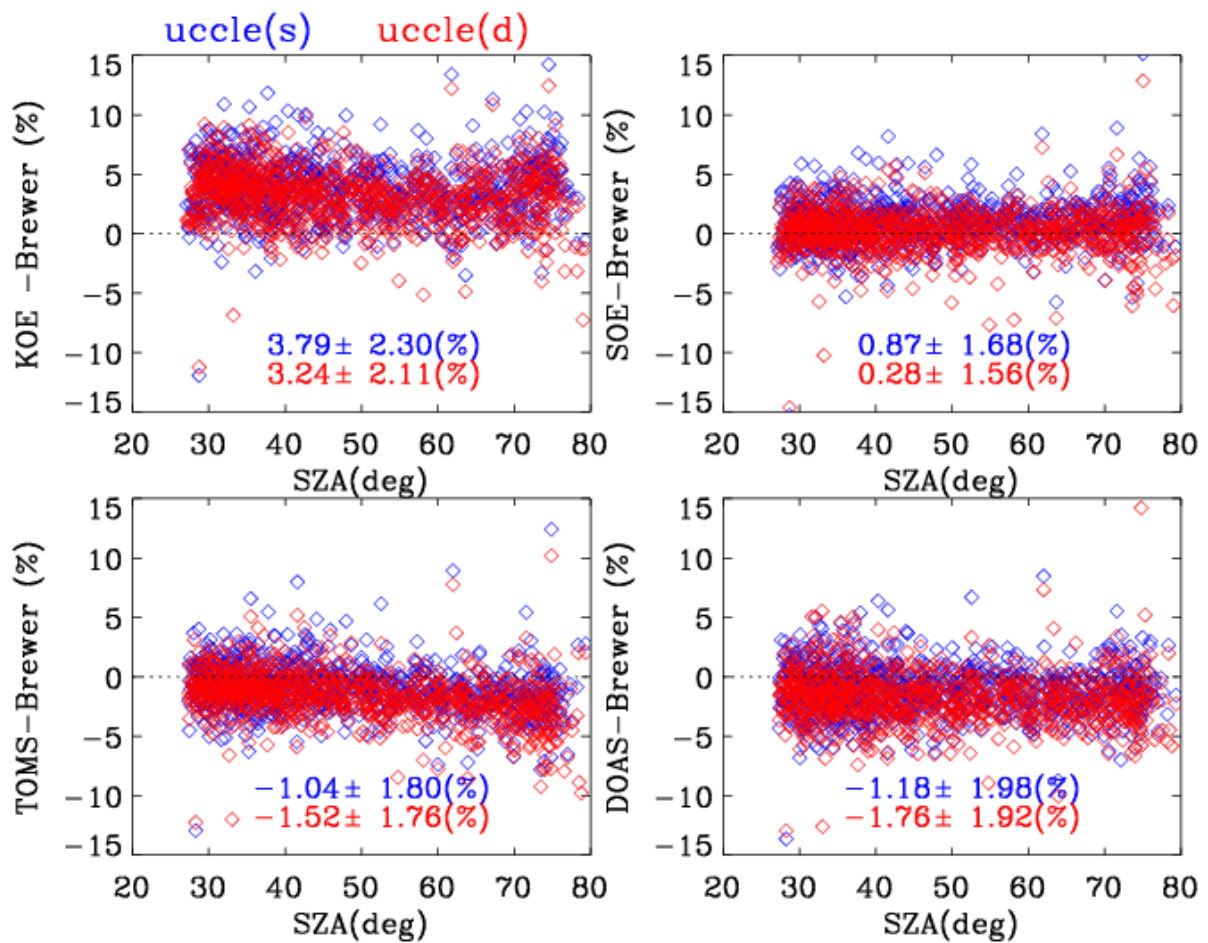 uccle(s) uccle(d)
KOE -Brewer (%)
15
10
5
0
−5
−10
−15
3.79± 2.30(%)
3.24± 2.11(%)
20 30 40 50 60 70 80
SZA(deg)
SOE-Brewer (%)
15
10
5
0
−5
−10
−15
0.87± 1.68(%)
0.28± 1.56(%)
20 30 40 50 60 70 80
SZA(deg)
TOMS-Brewer (%)
15
10
5
0
−5
−10
−15
−1.04± 1.80(%)
−1.52± 1.76(%)
20 30 40 50 60 70 80
SZA(deg)
DOAS-Brewer (%)
15
10
5
0
−5
−10
−15
−1.18± 1.98(%)
−1.76± 1.92(%)
20 30 40 50 60 70 80
SZA(deg)